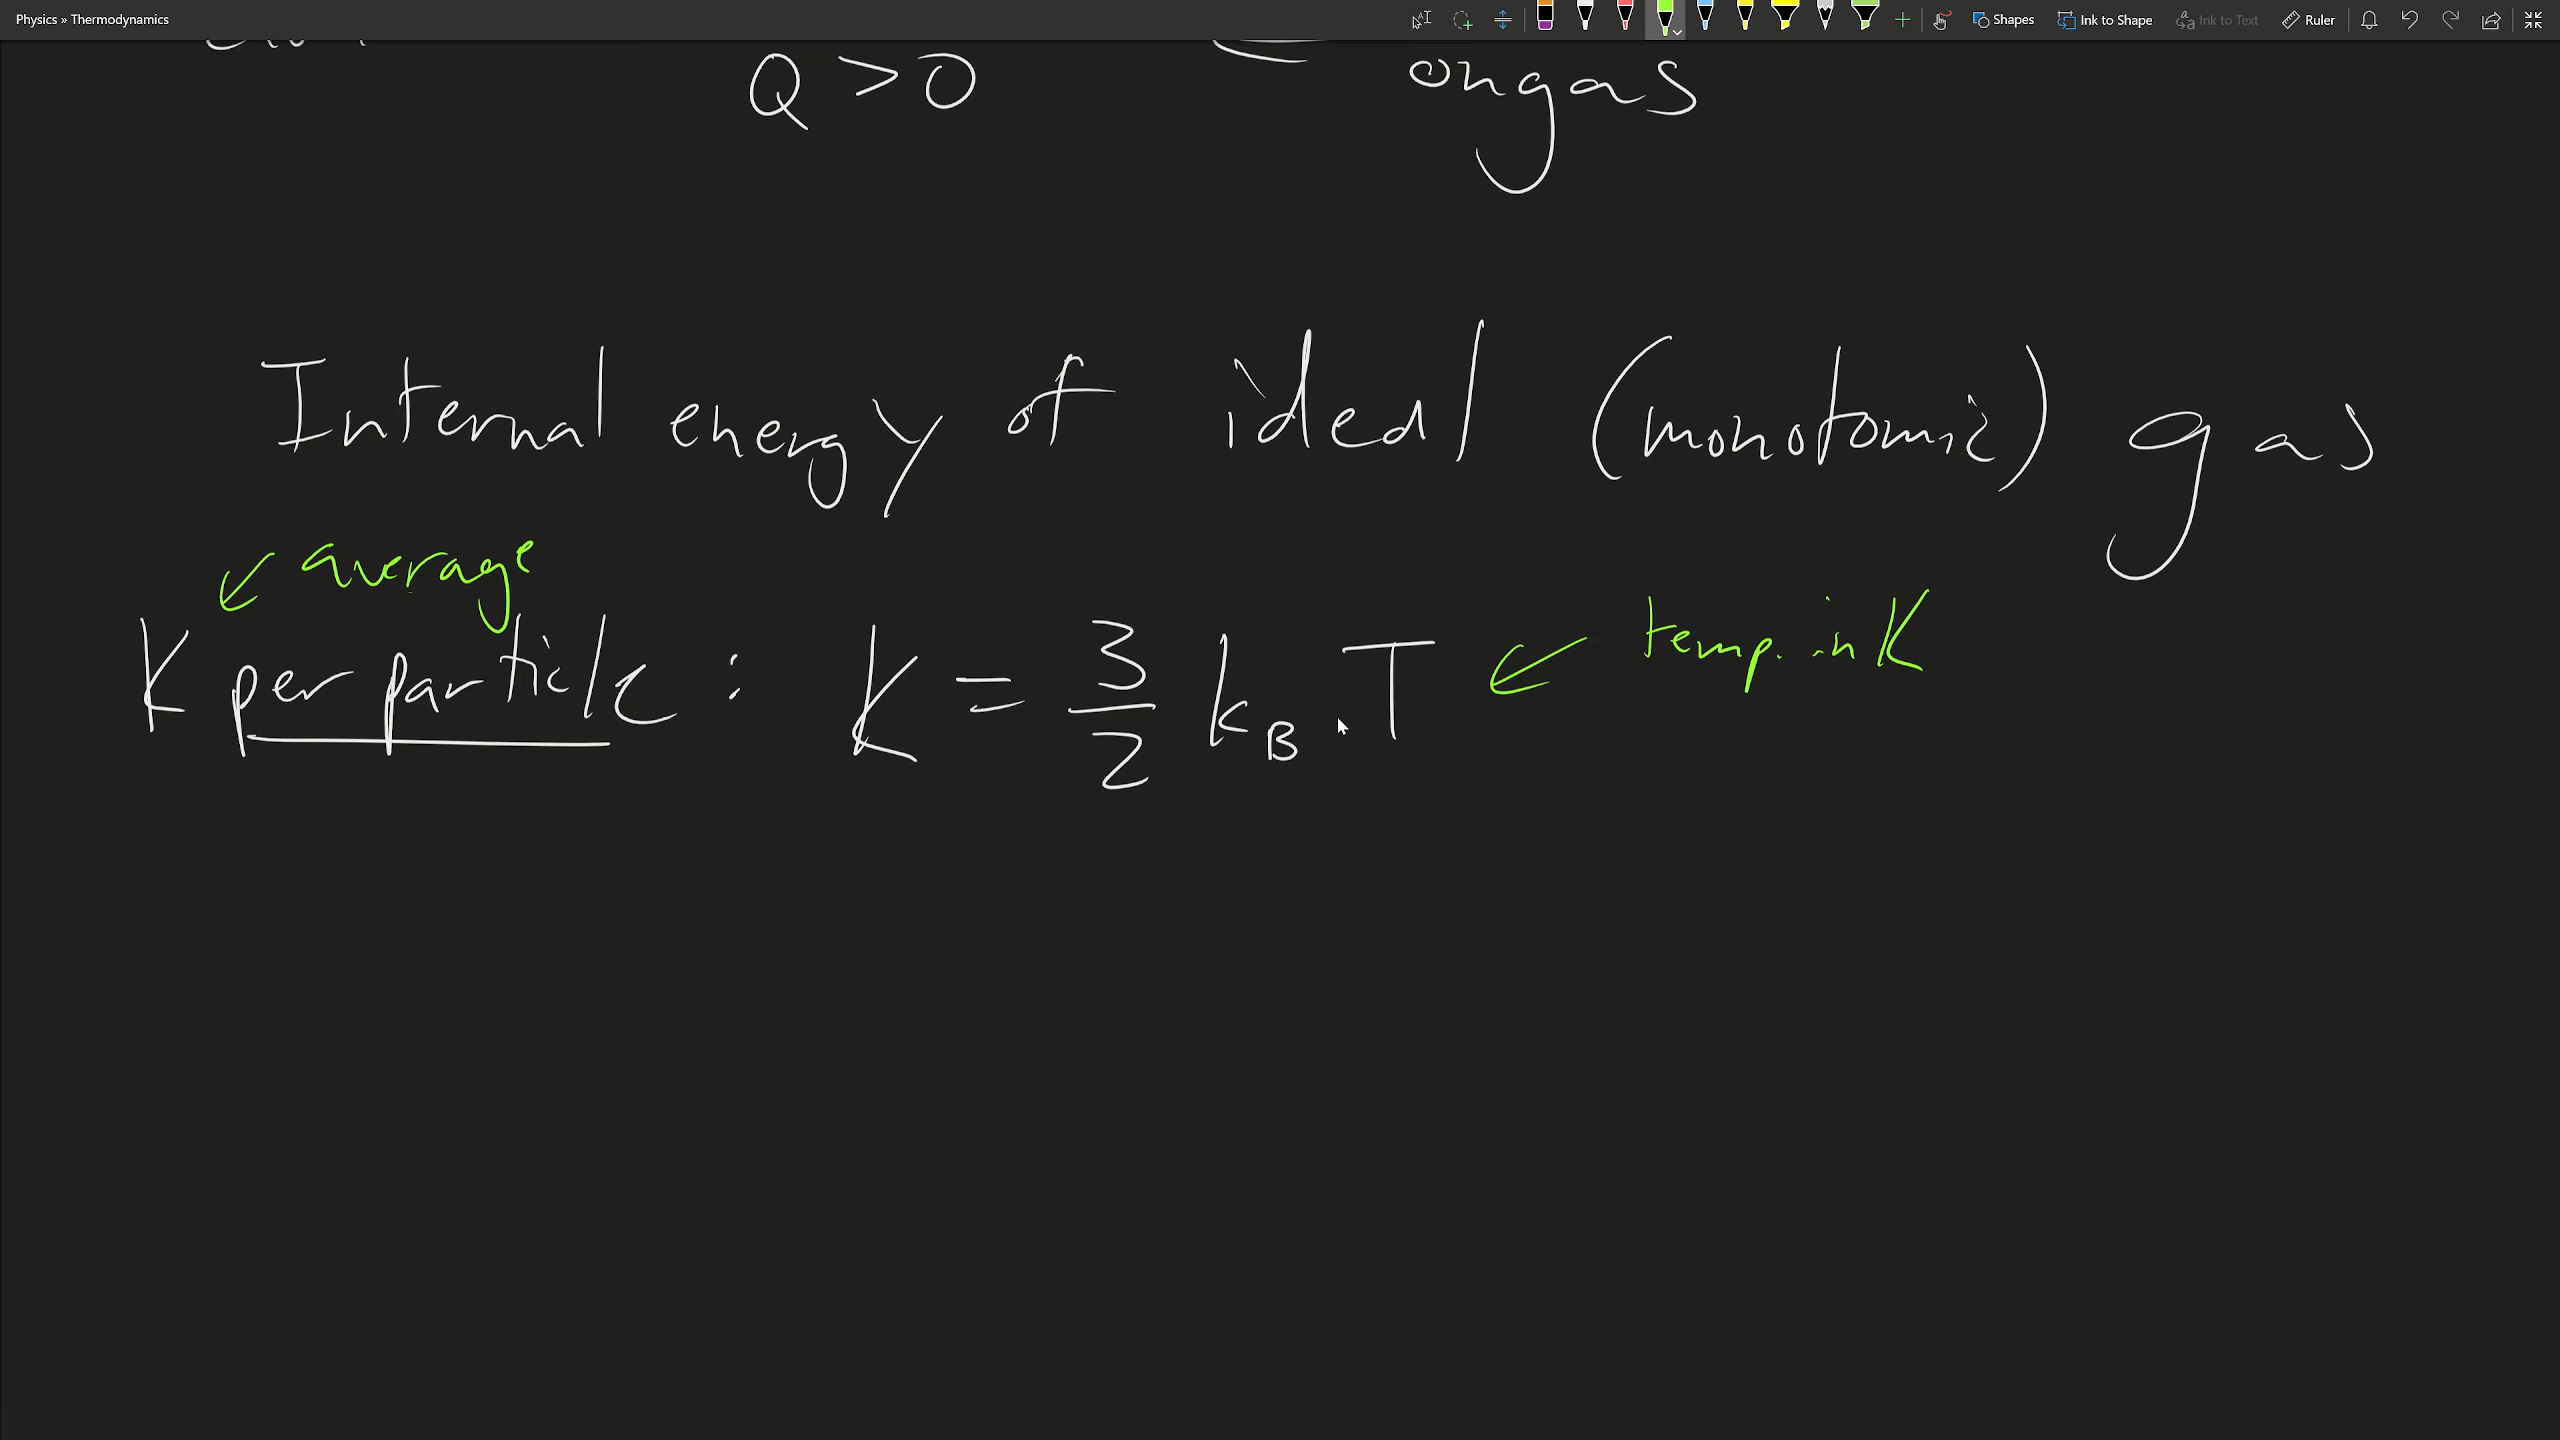 Physics » Thermodynamics
Shapes Ink to Shape Ink to Text Ruler
Q > 0
on gas
Internal energy of ideal (monotomic) gas
average
K per particle : K = 3/2 k_B · T
temp. in K